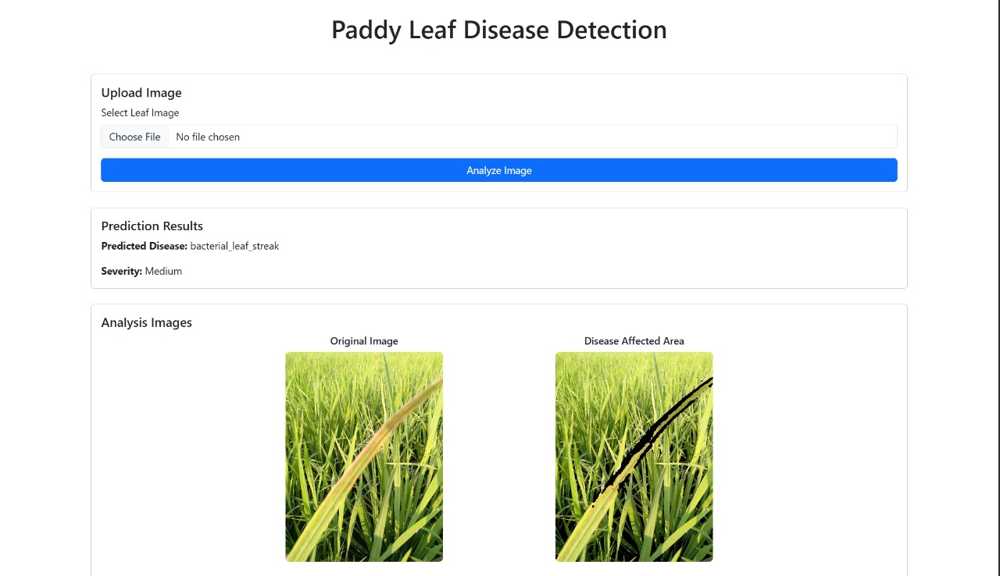 Paddy Leaf Disease Detection
Upload Image
Select Leaf Image
Choose File No file chosen
Analyze Image
Prediction Results
Predicted Disease: bacterial_leaf_streak
Severity: Medium
Analysis Images
Original Image
Disease Affected Area